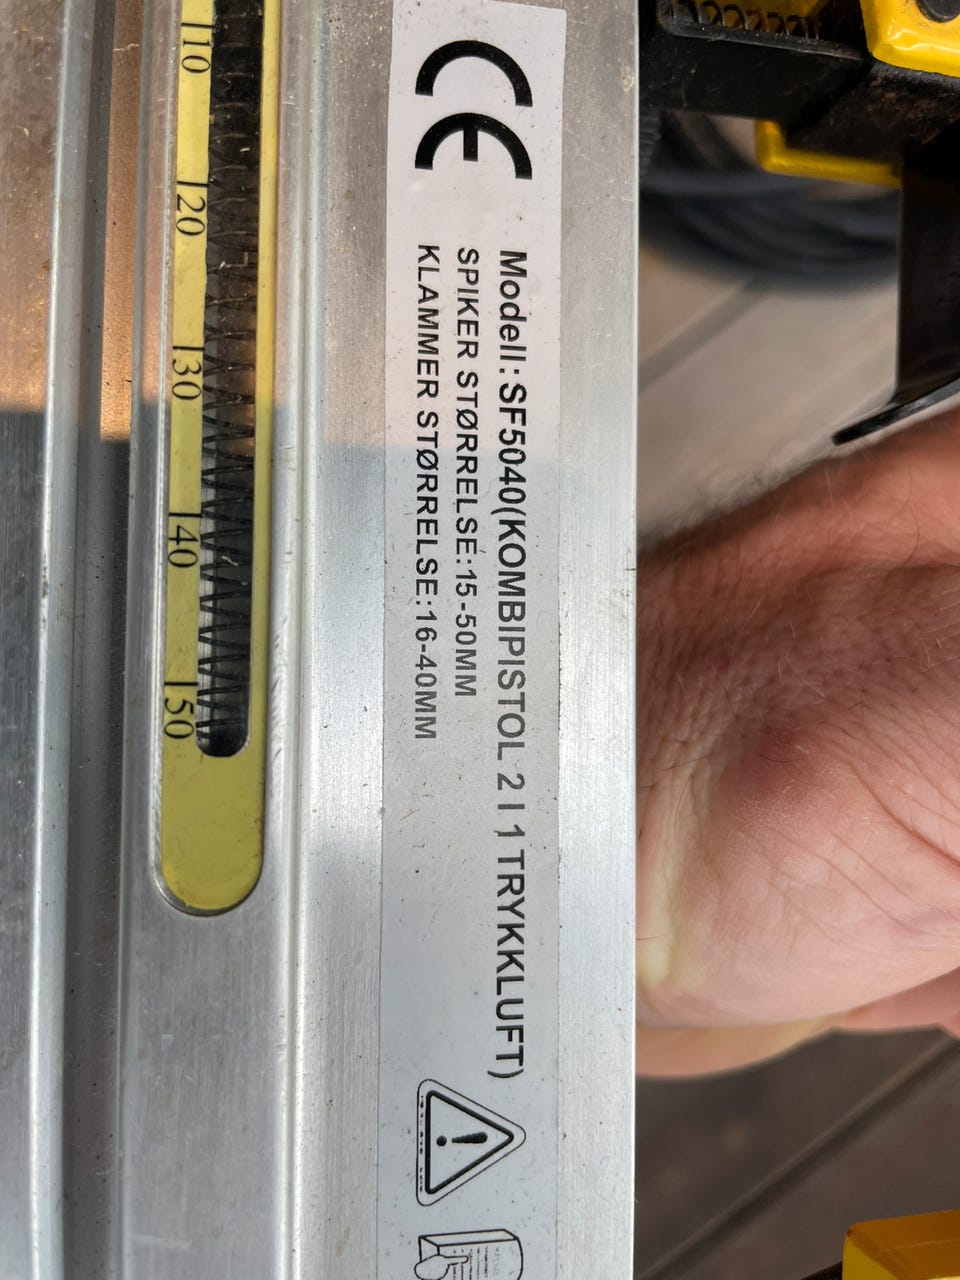 CE
Modell:SF5040(KOMBIPISTOL 2 I 1 TRYKKLUFT)
SPIKER STØRRELSE:15-50MM
KLAMMER STØRRELSE:16-40MM
10
20
30
40
50